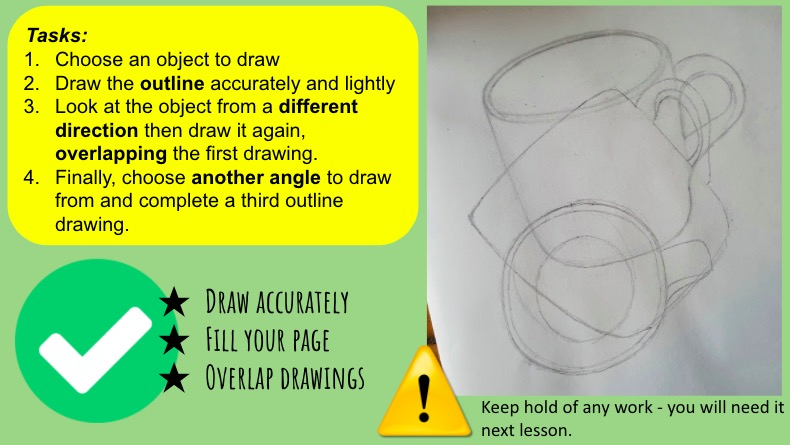 Tasks:
1. Choose an object to draw
2. Draw the outline accurately and lightly
3. Look at the object from a different
direction then draw it again,
overlapping the first drawing.
4. Finally, choose another angle to draw
from and complete a third outline
drawing.
★ Draw accurately
★ Fill your page
★ Overlap drawings
Keep hold of any work - you will need it
next lesson.